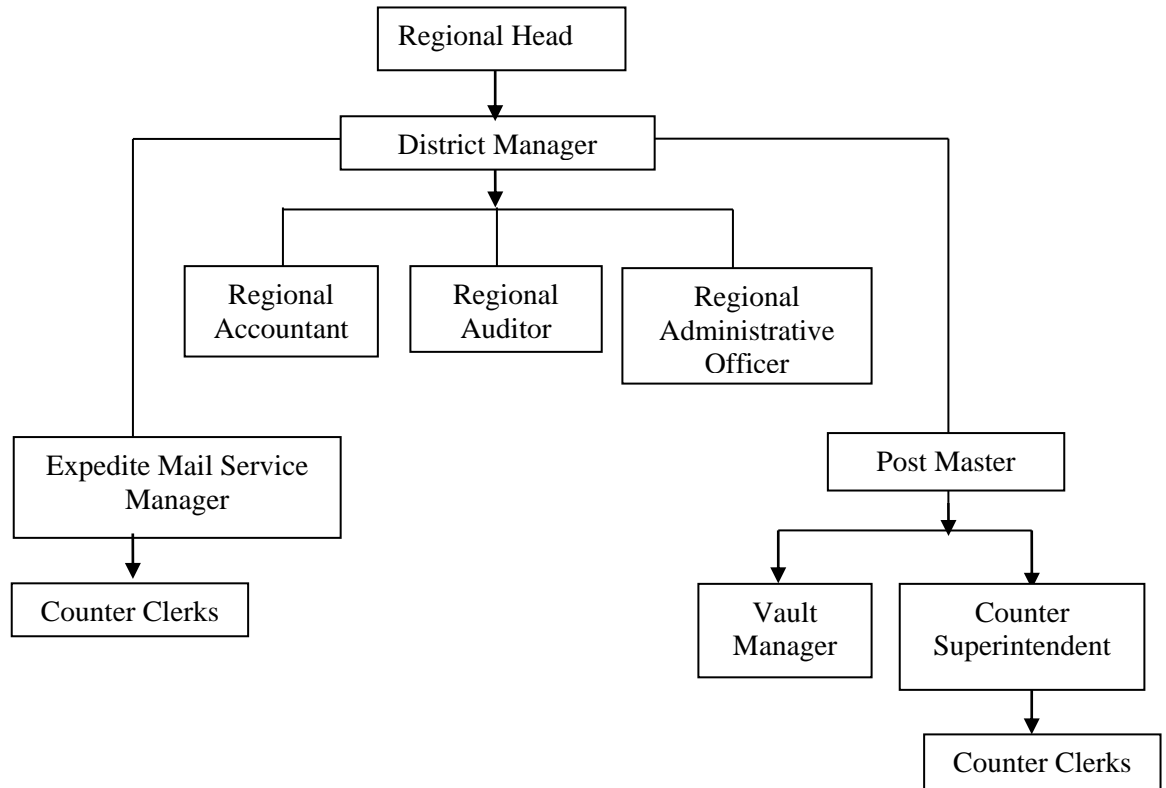 Regional Head
District Manager
Regional
Accountant
Regional
Auditor
Regional
Administrative
Officer
Expedite Mail Service
Manager
Post Master
Counter Clerks
Vault
Manager
Counter
Superintendent
Counter Clerks